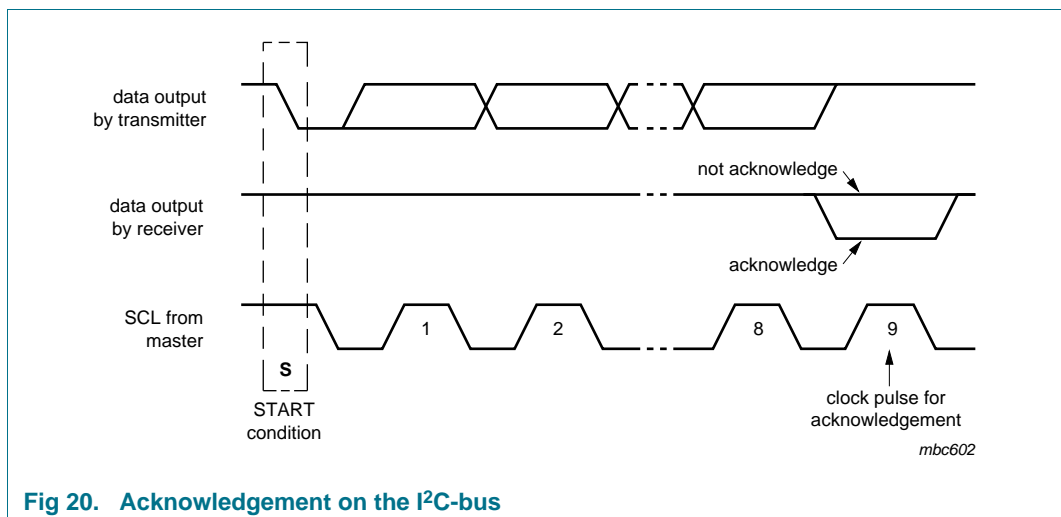 data output
by transmitter
not acknowledge
data output
by receiver
acknowledge
SCL from
master
1
2
8
9
S
START
condition
clock pulse for
acknowledgement
mbc602
Fig 20. Acknowledgement on the I²C-bus